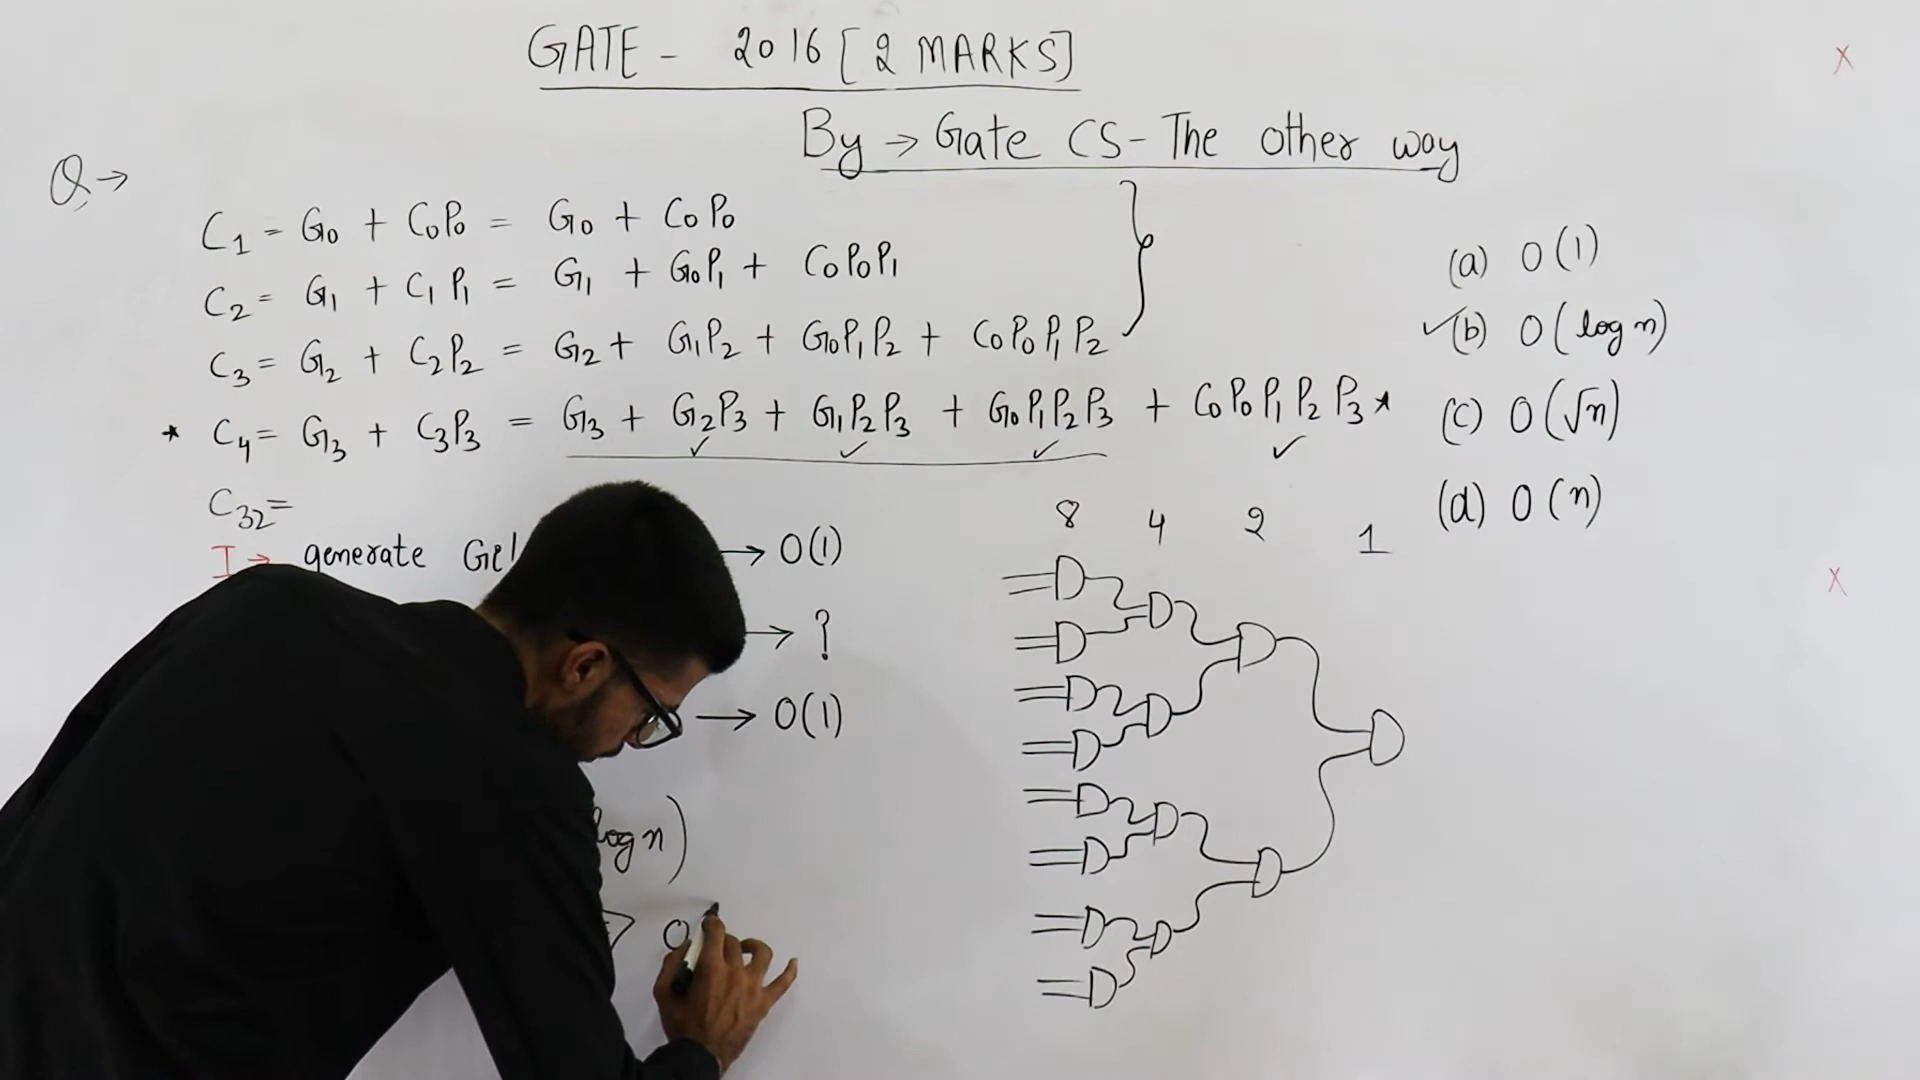 GATE - 2016 [2 MARKS]
By → Gate CS - The other way
Q →
C₁ = G₀ + C₀P₀ = G₀ + C₀P₀
C₂ = G₁ + C₁P₁ = G₁ + G₀P₁ + C₀P₀P₁
C₃ = G₂ + C₂P₂ = G₂ + G₁P₂ + G₀P₁P₂ + C₀P₀P₁P₂
* C₄ = G₃ + C₃P₃ = G₃ + G₂P₃ + G₁P₂P₃ + G₀P₁P₂P₃ + C₀P₀P₁P₂P₃ *
C₃₂ =
I → generate → O(1)
→ ?
→ O(1)
log n)
(a) O(1)
✓(b) O(log n)
(c) O(√n)
(d) O(n)
8 4 2 1
X
X